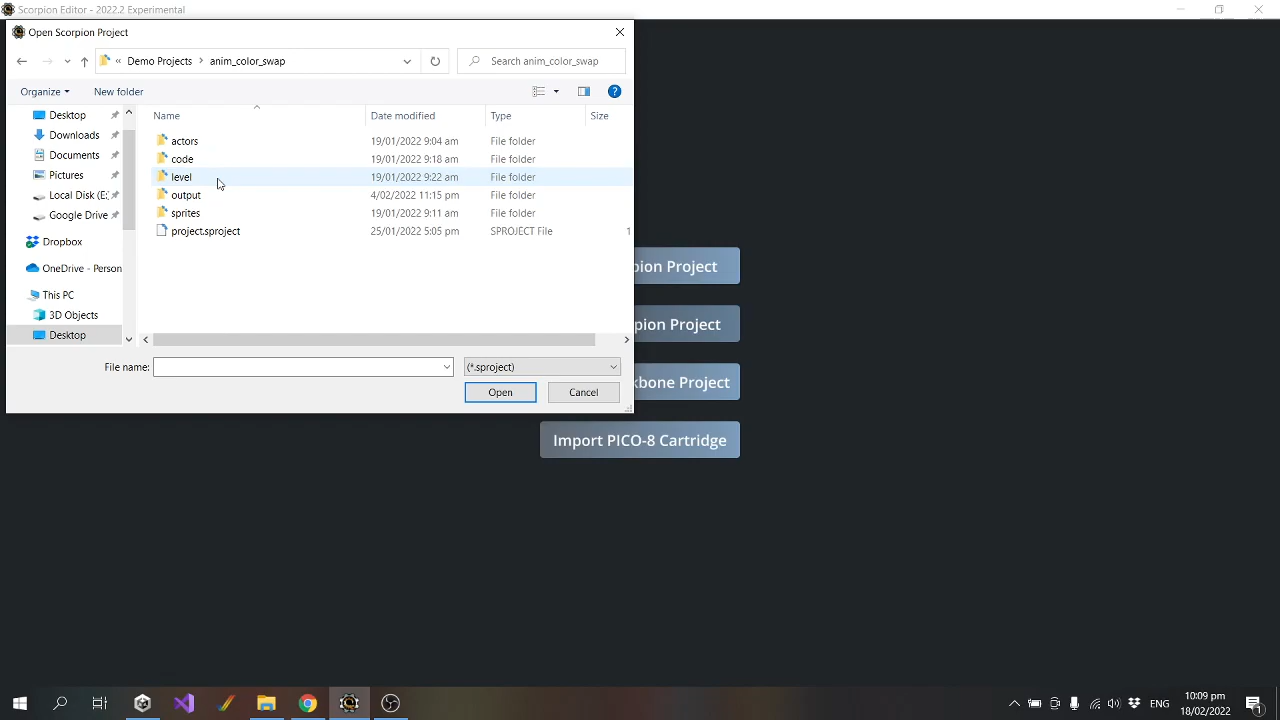 Scorpion Editor - 2022.2 Experimental
Open Scorpion Project
« Demo Projects > anim_color_swap
Search anim_color_swap
Organize
New folder
Name
Date modified
Type
Size
Desktop
Downloads
Documents
Pictures
Local Disk (E:
Google Drive
Dropbox
OneDrive - Person
This PC
3D Objects
Desktop
actors 19/01/2022 9:04 am File folder
code 19/01/2022 9:18 am File folder
level 19/01/2022 9:22 am File folder
output 4/02/2022 11:15 pm File folder
sprites 19/01/2022 9:11 am File folder
project.sproject 25/01/2022 5:05 pm SPROJECT File 1
File name:
(*.sproject)
Open
Cancel
pion Project
pion Project
kbone Project
Import PICO-8 Cartridge
ENG
10:09 pm
18/02/2022
1